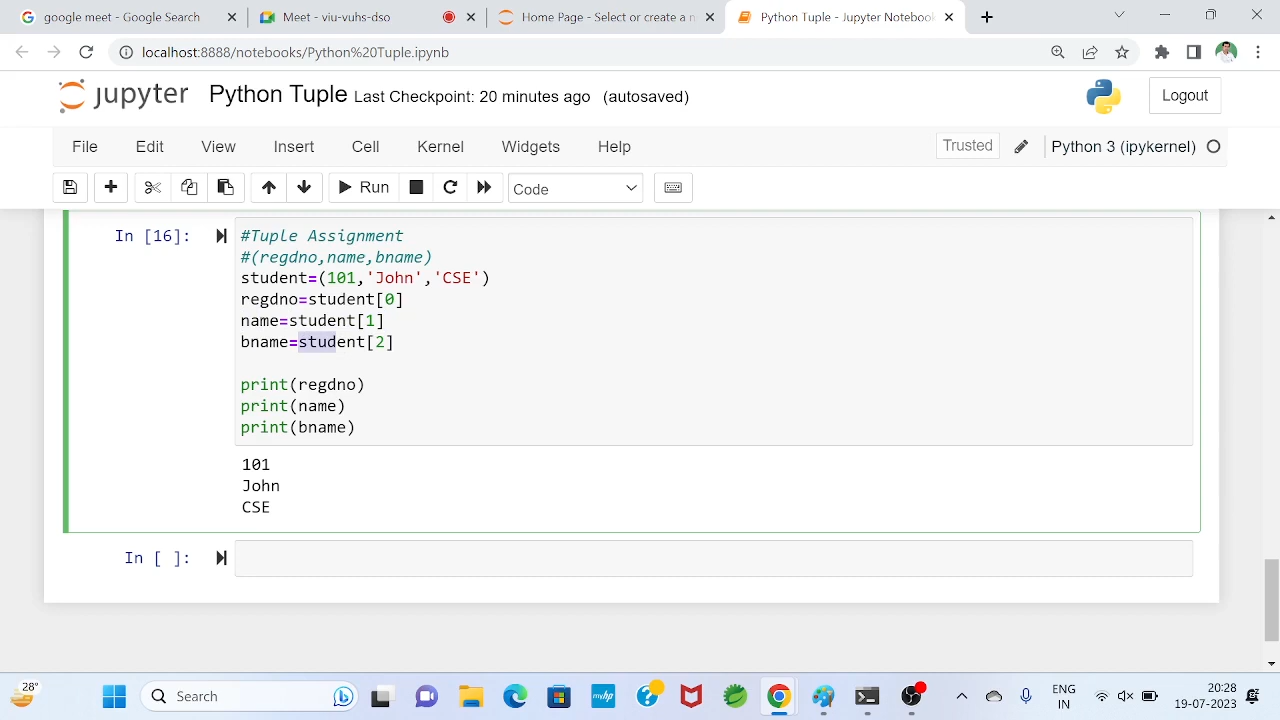 google meet - Google Search
Meet - viu-vuhs-dso
Home Page - Select or create a n
Python Tuple - Jupyter Notebook
localhost:8888/notebooks/Python%20Tuple.ipynb
jupyter Python Tuple Last Checkpoint: 20 minutes ago (autosaved)
Logout
File Edit View Insert Cell Kernel Widgets Help
Trusted
Python 3 (ipykernel)
Run
Code
In [16]:
#Tuple Assignment
#(regdno,name,bname)
student=(101,'John','CSE')
regdno=student[0]
name=student[1]
bname=student[2]
print(regdno)
print(name)
print(bname)
101
John
CSE
In [ ]:
28°
Search
myhp
ENG
IN
20:28
19-07-2023